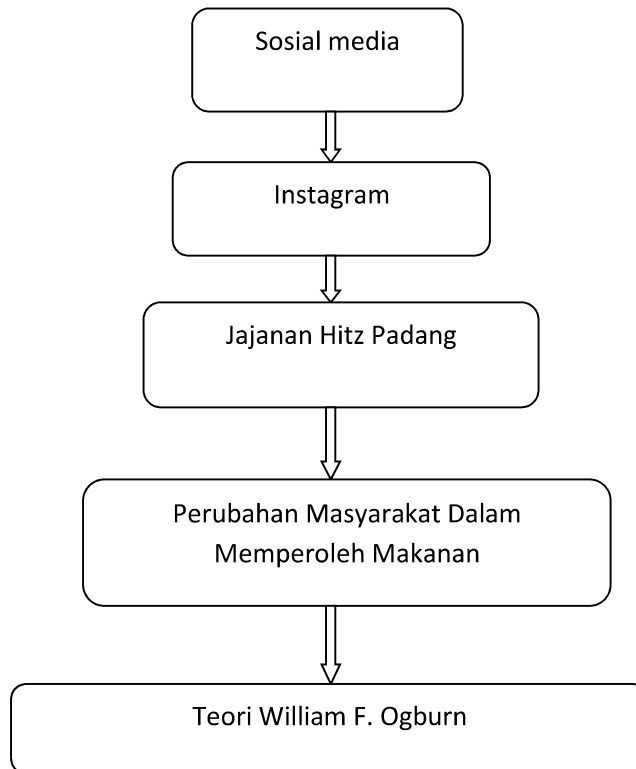 Sosial media
Instagram
Jajanan Hitz Padang
Perubahan Masyarakat Dalam
Memperoleh Makanan
Teori William F. Ogburn